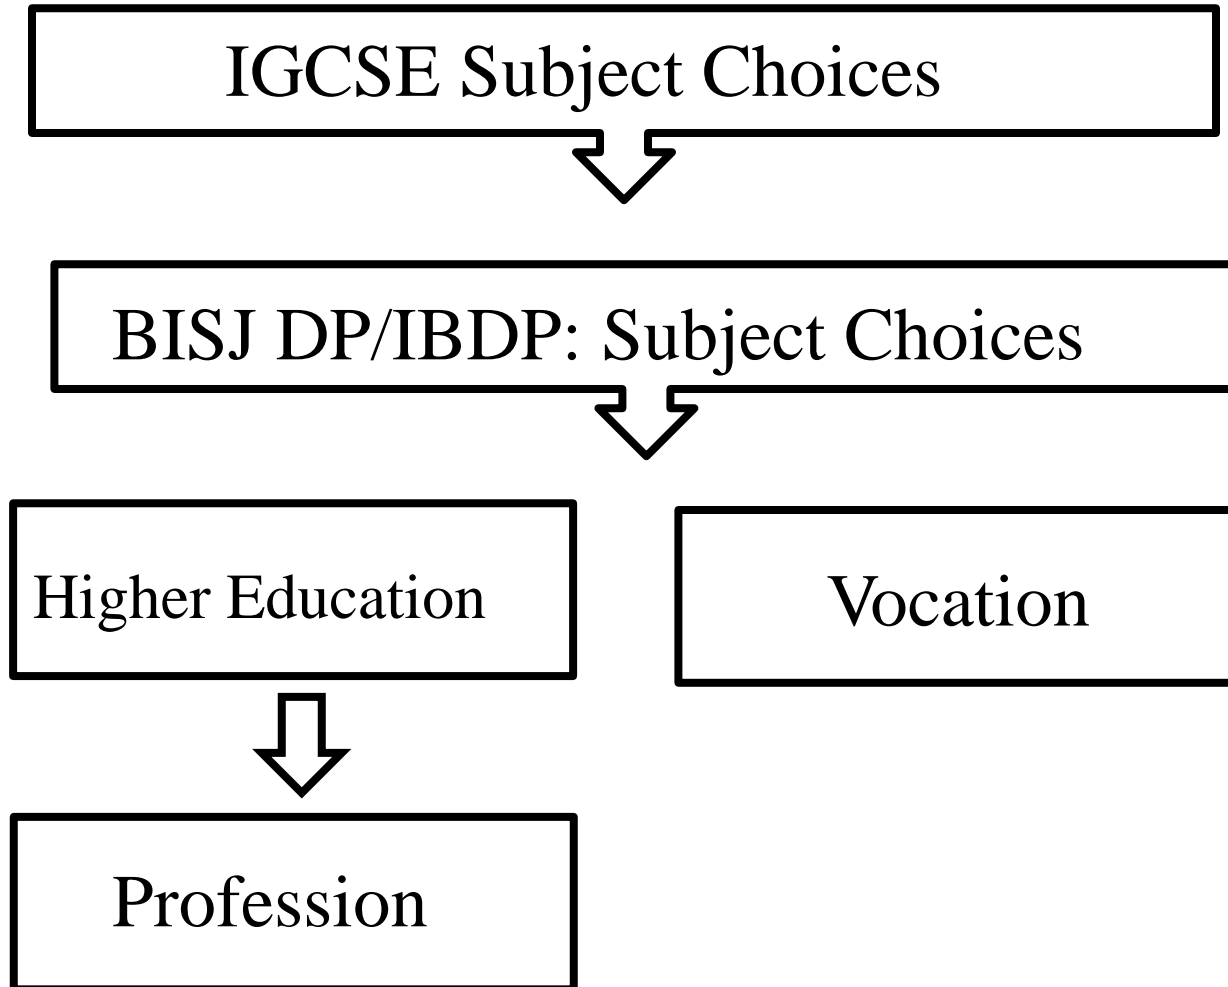 IGCSE Subject Choices
BISJ DP/IBDP: Subject Choices
Higher Education
Vocation
Profession